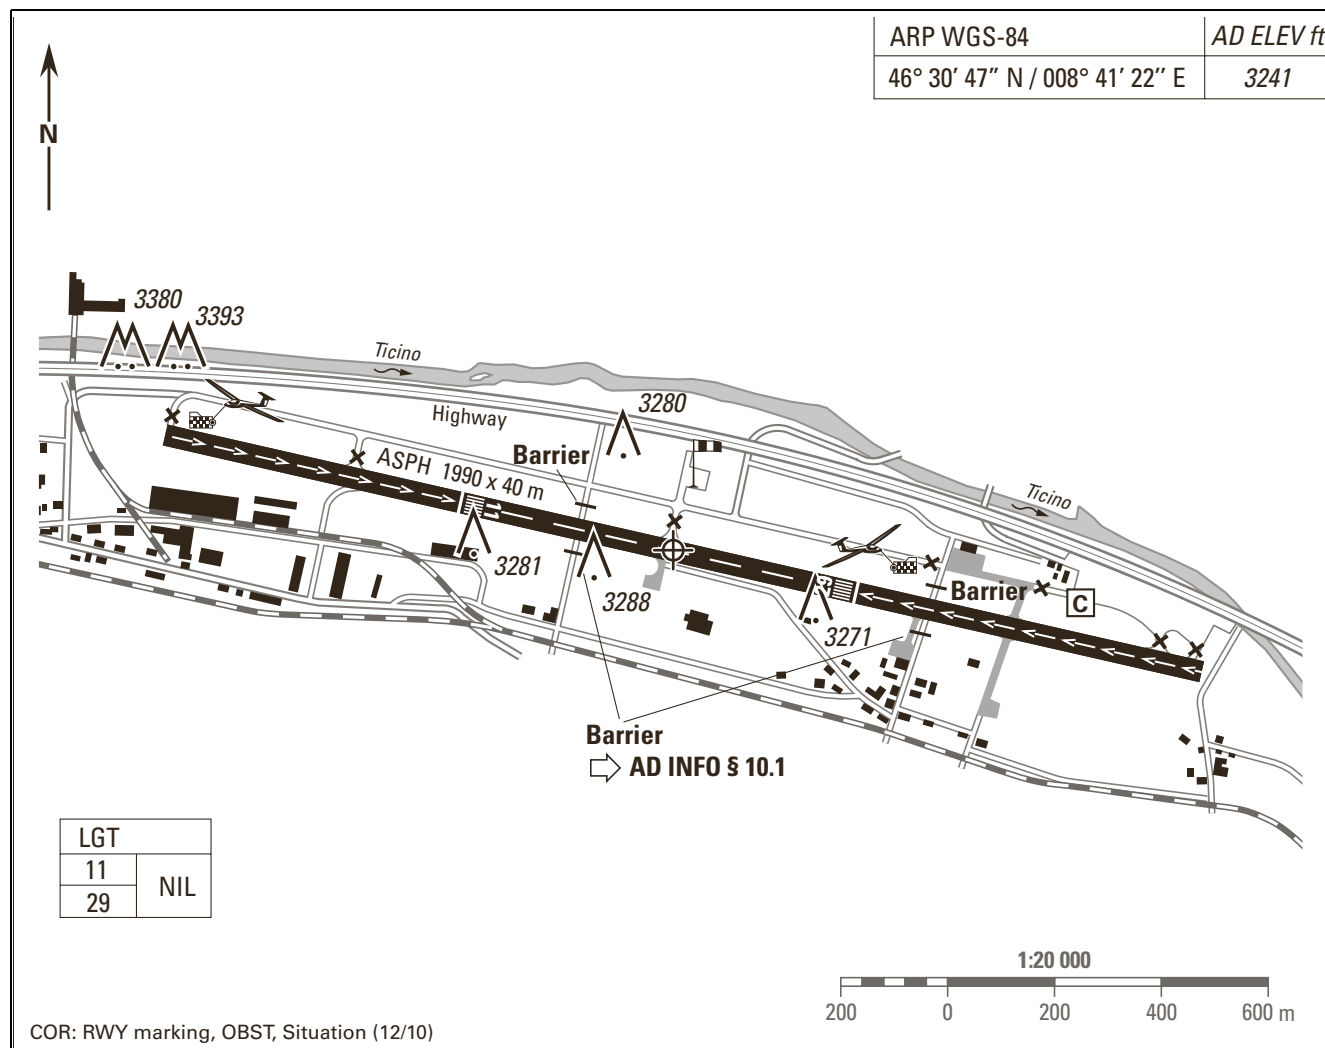 ARP WGS-84
AD ELEV ft
46° 30′ 47″ N / 008° 41′ 22″ E
3241
N
3380
3393
Ticino
Highway
3280
Barrier
ASPH 1990 x 40 m
11
Ticino
3281
3288
29
3271
Barrier
C
Barrier
AD INFO § 10.1
LGT
11
29
NIL
1:20 000
200
0
200
400
600 m
COR: RWY marking, OBST, Situation (12/10)